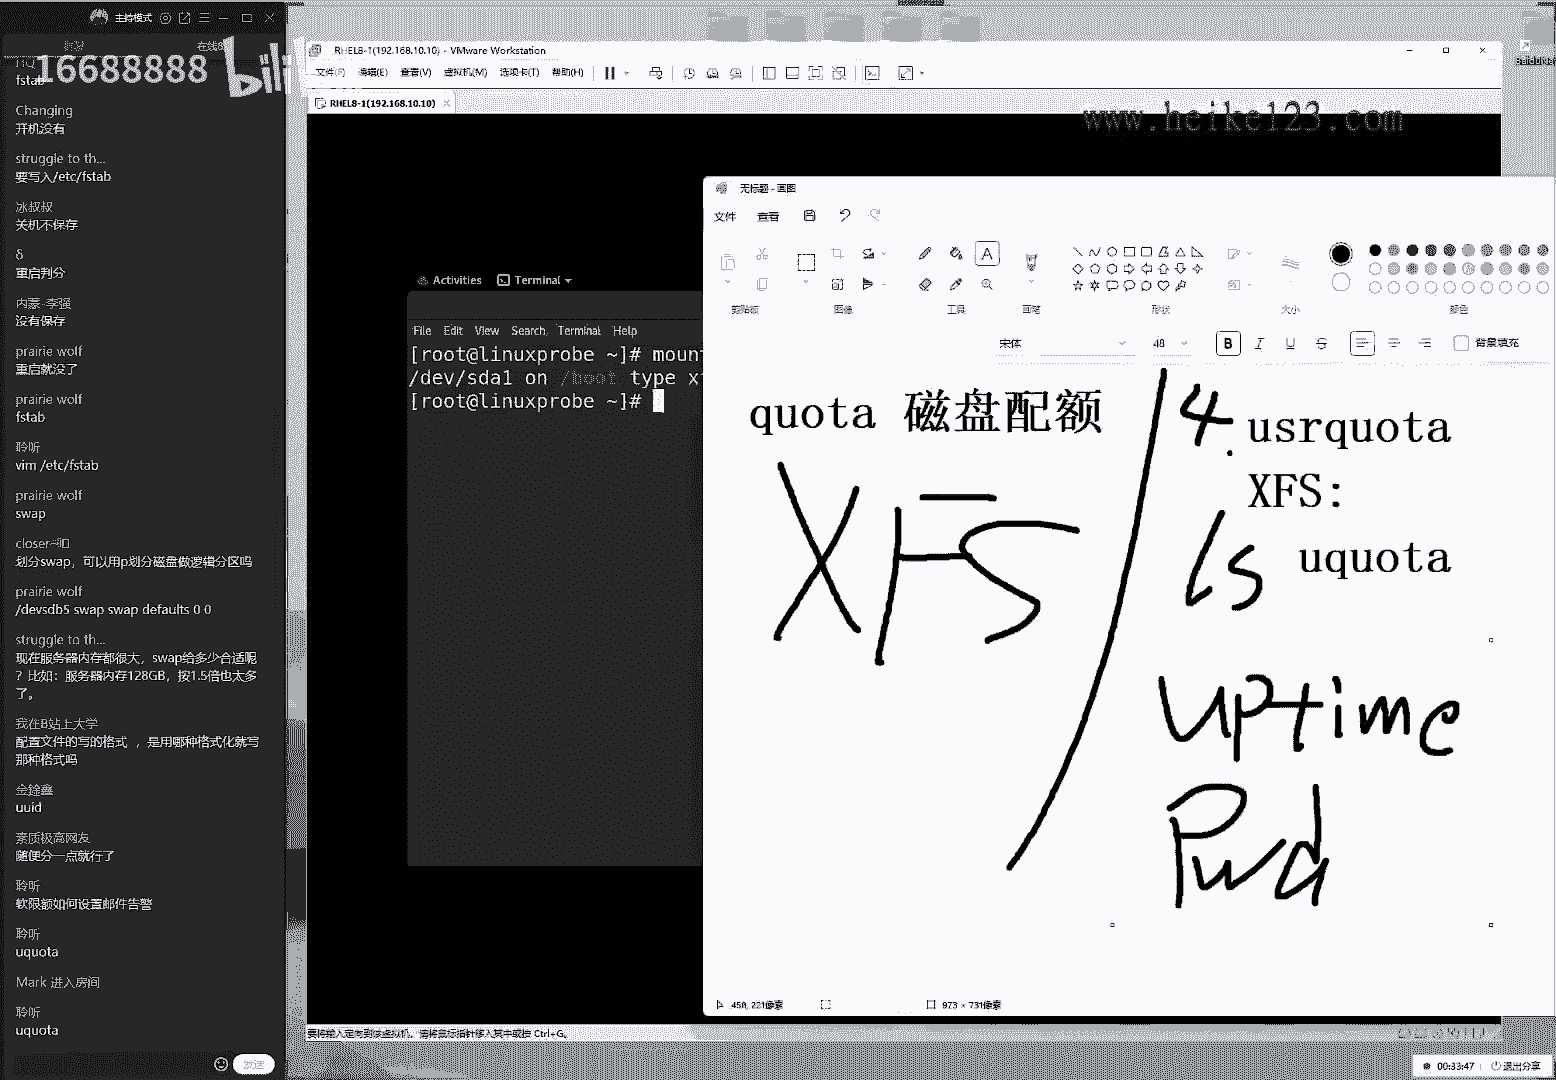 主持模式
16688888 bili
fstab
Changing
开机没有
struggle to th...
要写入/etc/fstab
冰叔叔
关机不保存
δ
重启判分
内蒙-李强
没有保存
prairie wolf
重启就没了
prairie wolf
fstab
聆听
vim /etc/fstab
prairie wolf
swap
closer--和
划分swap，可以用p划分磁盘做逻辑分区吗
prairie wolf
/devsdb5 swap swap defaults 0 0
struggle to th...
现在服务器内存都很大，swap给多少合适呢
？比如：服务器内存128GB，按1.5倍也太多
了。
我在B站上大学
配置文件的写的格式 ，是用哪种格式化就写
那种格式吗
金鑫鑫
uuid
素质极高网友
随便分一点就行了
聆听
软限额如何设置邮件告警
聆听
uquota
Mark 进入房间
聆听
uquota
发送
RHEL8-1(192.168.10.10) - VMware Workstation
文件(F) 编辑(E) 查看(V) 虚拟机(M) 选项卡(T) 帮助(H)
RHEL8-1(192.168.10.10)
www.heike123.com
Activities Terminal
File Edit View Search Terminal Help
[root@linuxprobe ~]# moun
/dev/sda1 on /boot type x
[root@linuxprobe ~]#
无标题 - 画图
文件 查看
剪贴板 图像 工具 画笔 形状 大小 颜色
宋体 48 B I U S 背景填充
quota 磁盘配额
4. usrquota
XFS:
XFS
ls uquota
uptime
Pwd
458, 221像素 973 × 731像素
要将输入定向到该虚拟机，请将鼠标指针移入其中或按 Ctrl+G。
00:33:47 退出分享